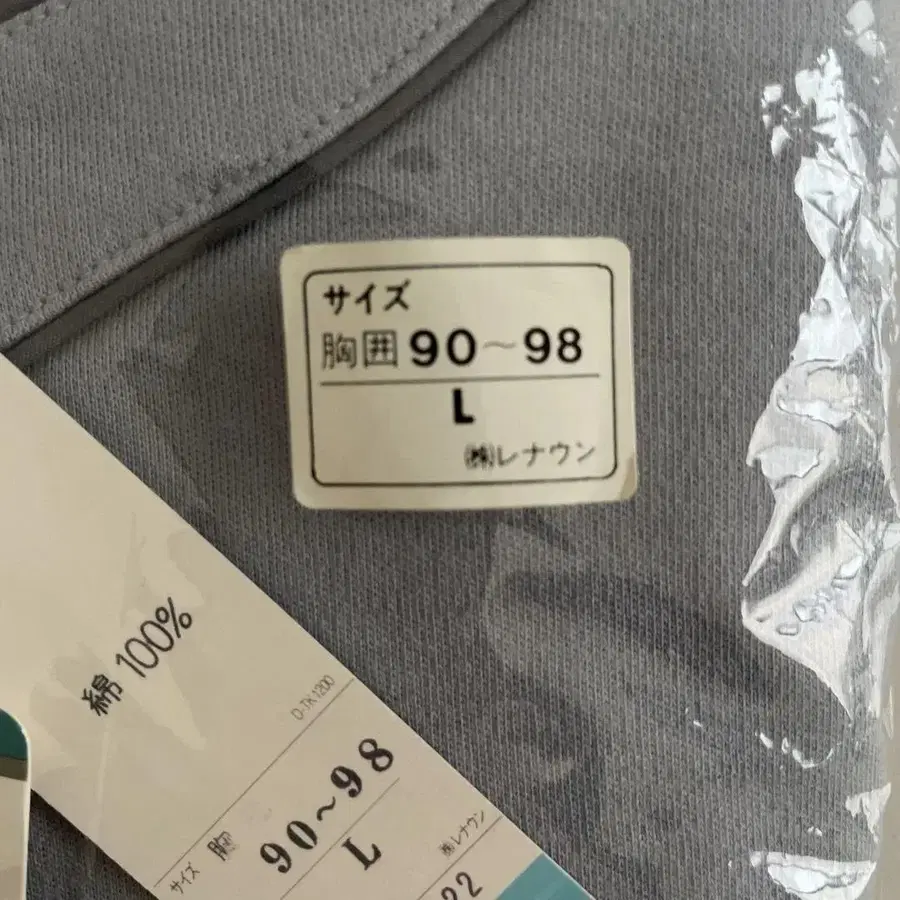 サイズ
胸囲 90～98
L
㈱レナウン
綿 100%
D-TK1200
サイズ 胸 90～98
L
㈱レナウン
22